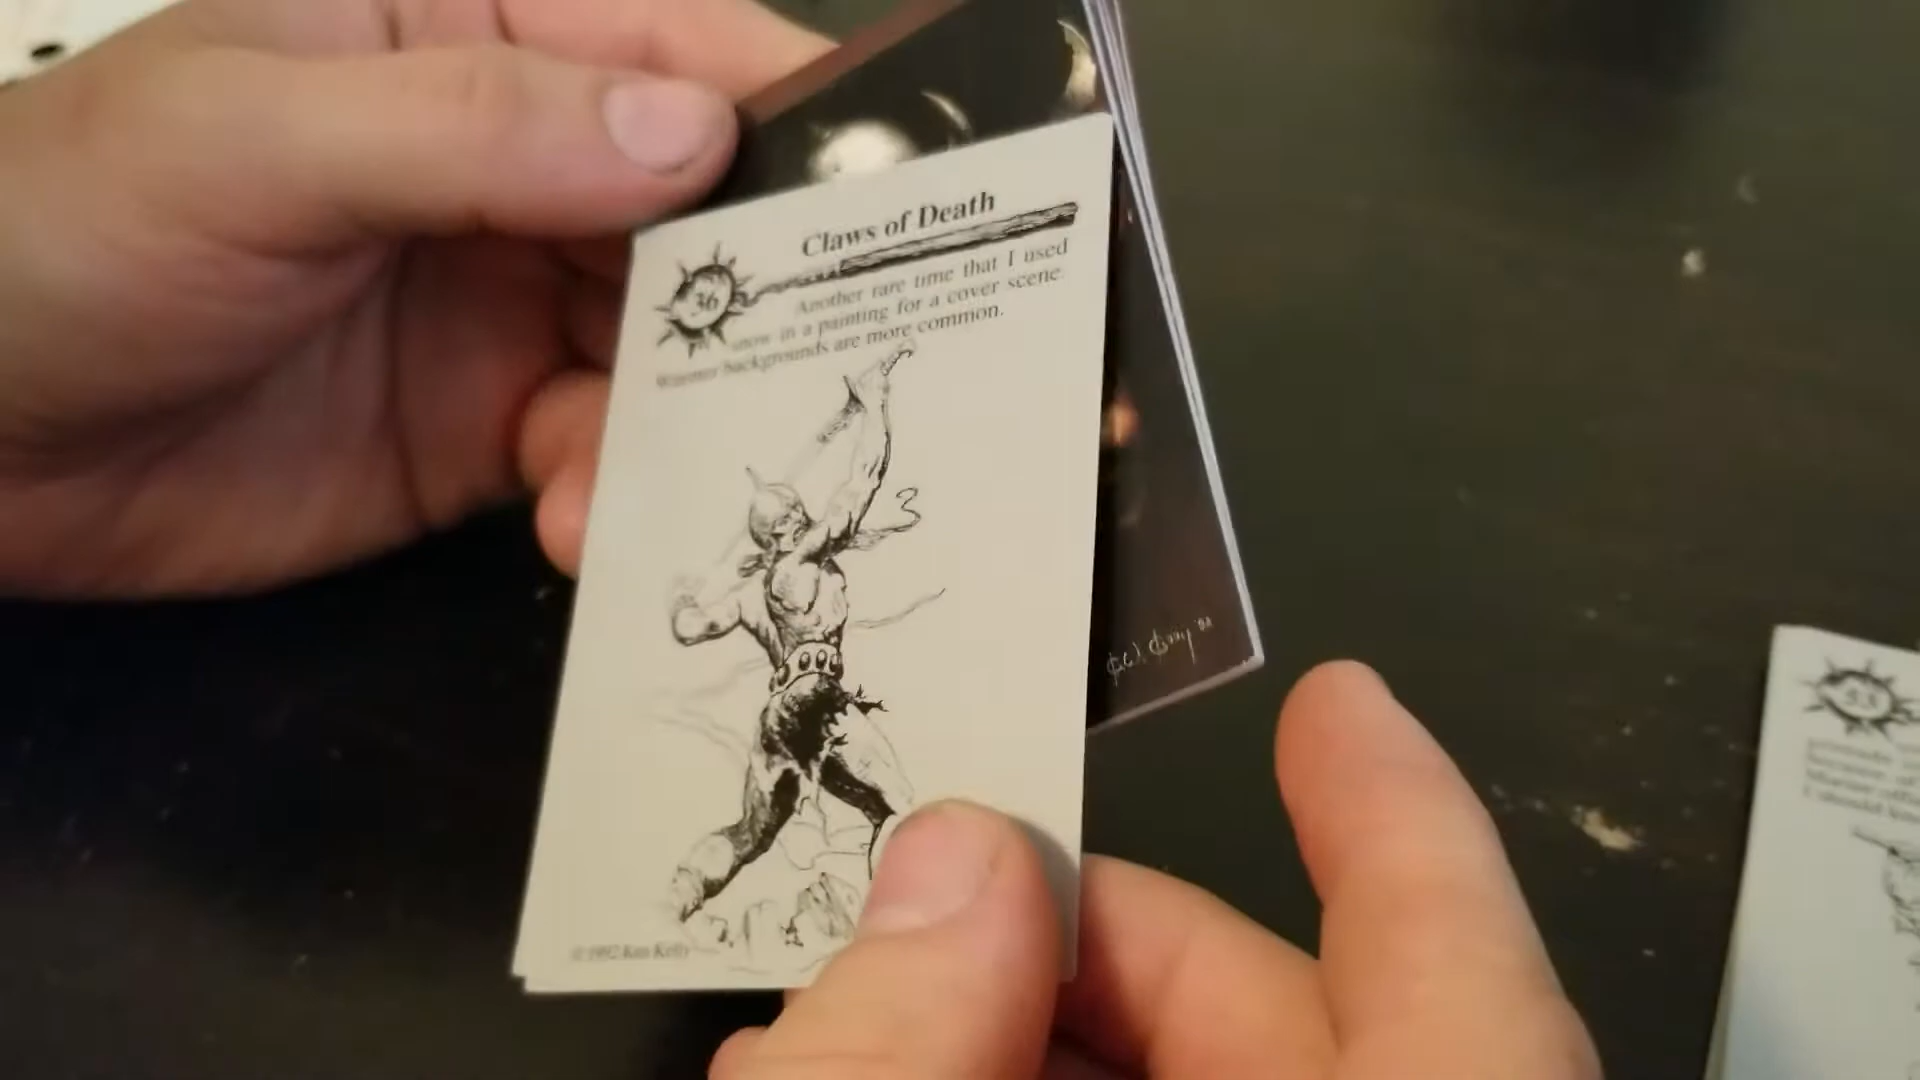 Claws of Death
36
Another rare time that I used
snow in a painting for a cover scene.
Warmer backgrounds are more common.
© 1992 Ken Kelly
53